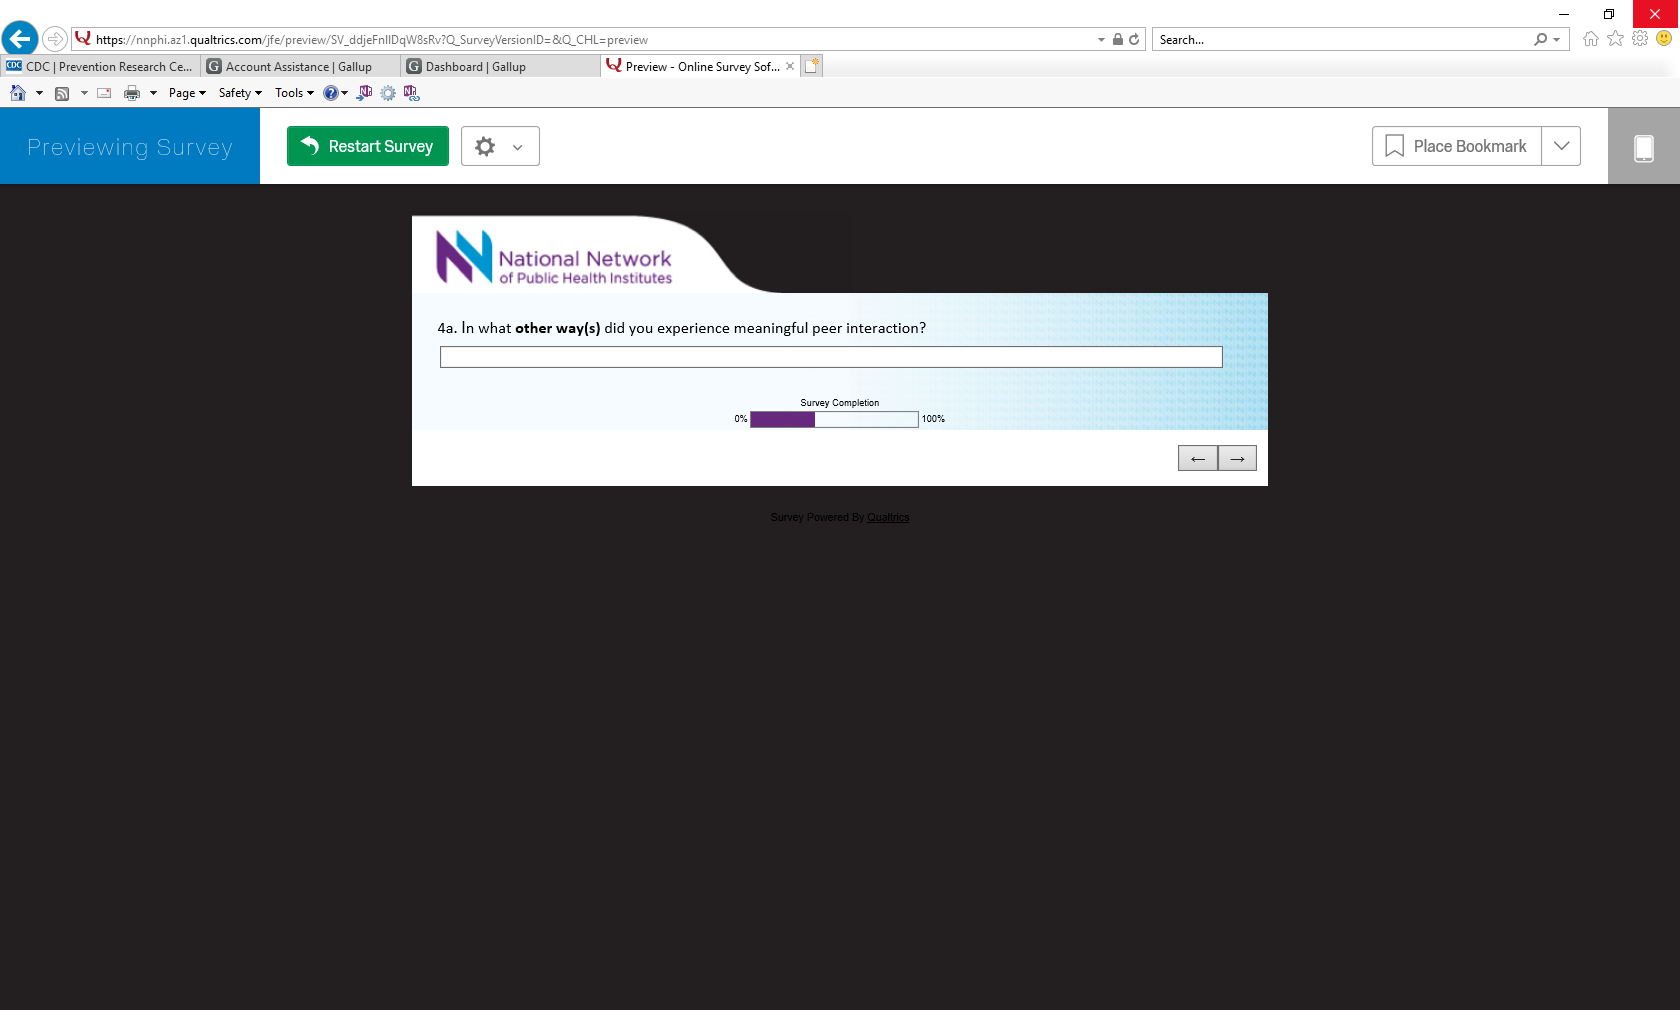 https://nnphi.az1.qualtrics.com/jfe/preview/SV_ddjeFnIlDqW8sRv?Q_SurveyVersionID=&Q_CHL=preview
Search...
CDC | Prevention Research Ce...
Account Assistance | Gallup
Dashboard | Gallup
Preview - Online Survey Sof...
Page
Safety
Tools
Previewing Survey
Restart Survey
Place Bookmark
National Network
of Public Health Institutes
4a. In what other way(s) did you experience meaningful peer interaction?
Survey Completion
0% 100%
← →
Survey Powered By Qualtrics